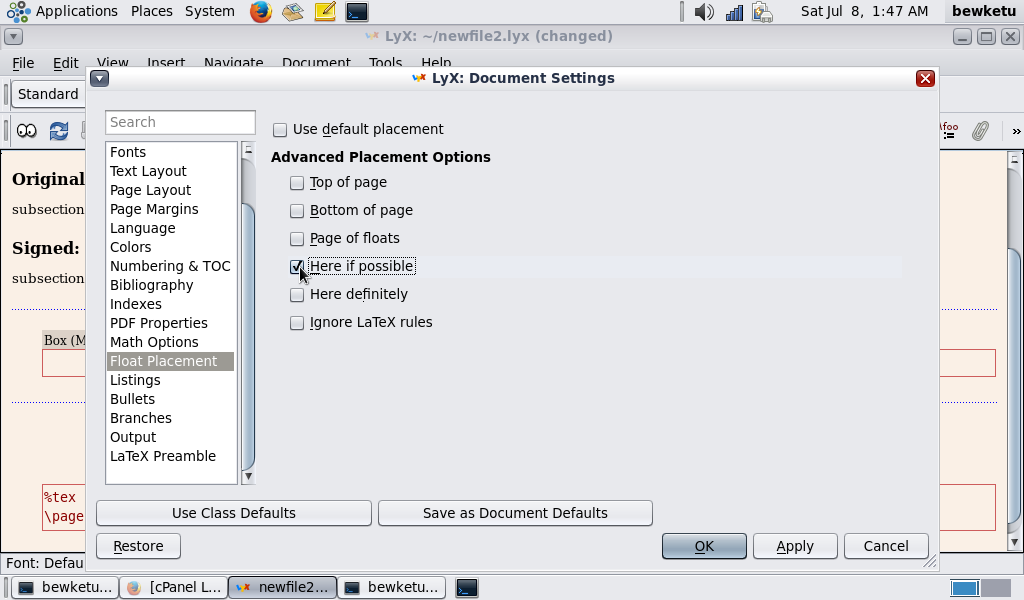 Applications Places System Sat Jul 8, 1:47 AM bewketu
LyX: ~/newfile2.lyx (changed)
File Edit View Insert Navigate Document Tools Help
LyX: Document Settings
Standard
Search
Use default placement
Advanced Placement Options
Fonts
Text Layout
Page Layout
Page Margins
Language
Colors
Numbering & TOC
Bibliography
Indexes
PDF Properties
Math Options
Float Placement
Listings
Bullets
Branches
Output
LaTeX Preamble
Top of page
Bottom of page
Page of floats
Here if possible
Here definitely
Ignore LaTeX rules
Original
subsection
Signed:
subsection
Box (M
%tex
\page
Use Class Defaults Save as Document Defaults
Restore OK Apply Cancel
Font: Defau
bewketu... [cPanel L... newfile2... bewketu...